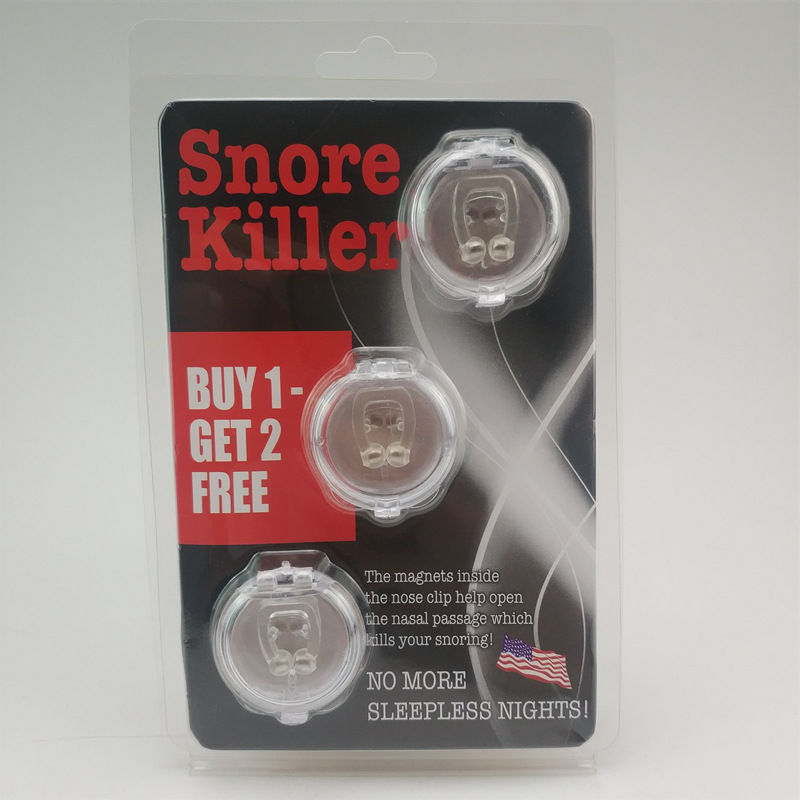 Snore
Killer
BUY 1-
GET 2
FREE
The magnets inside
the nose clip help open
the nasal passage which
kills your snoring!
NO MORE
SLEEPLESS NIGHTS!